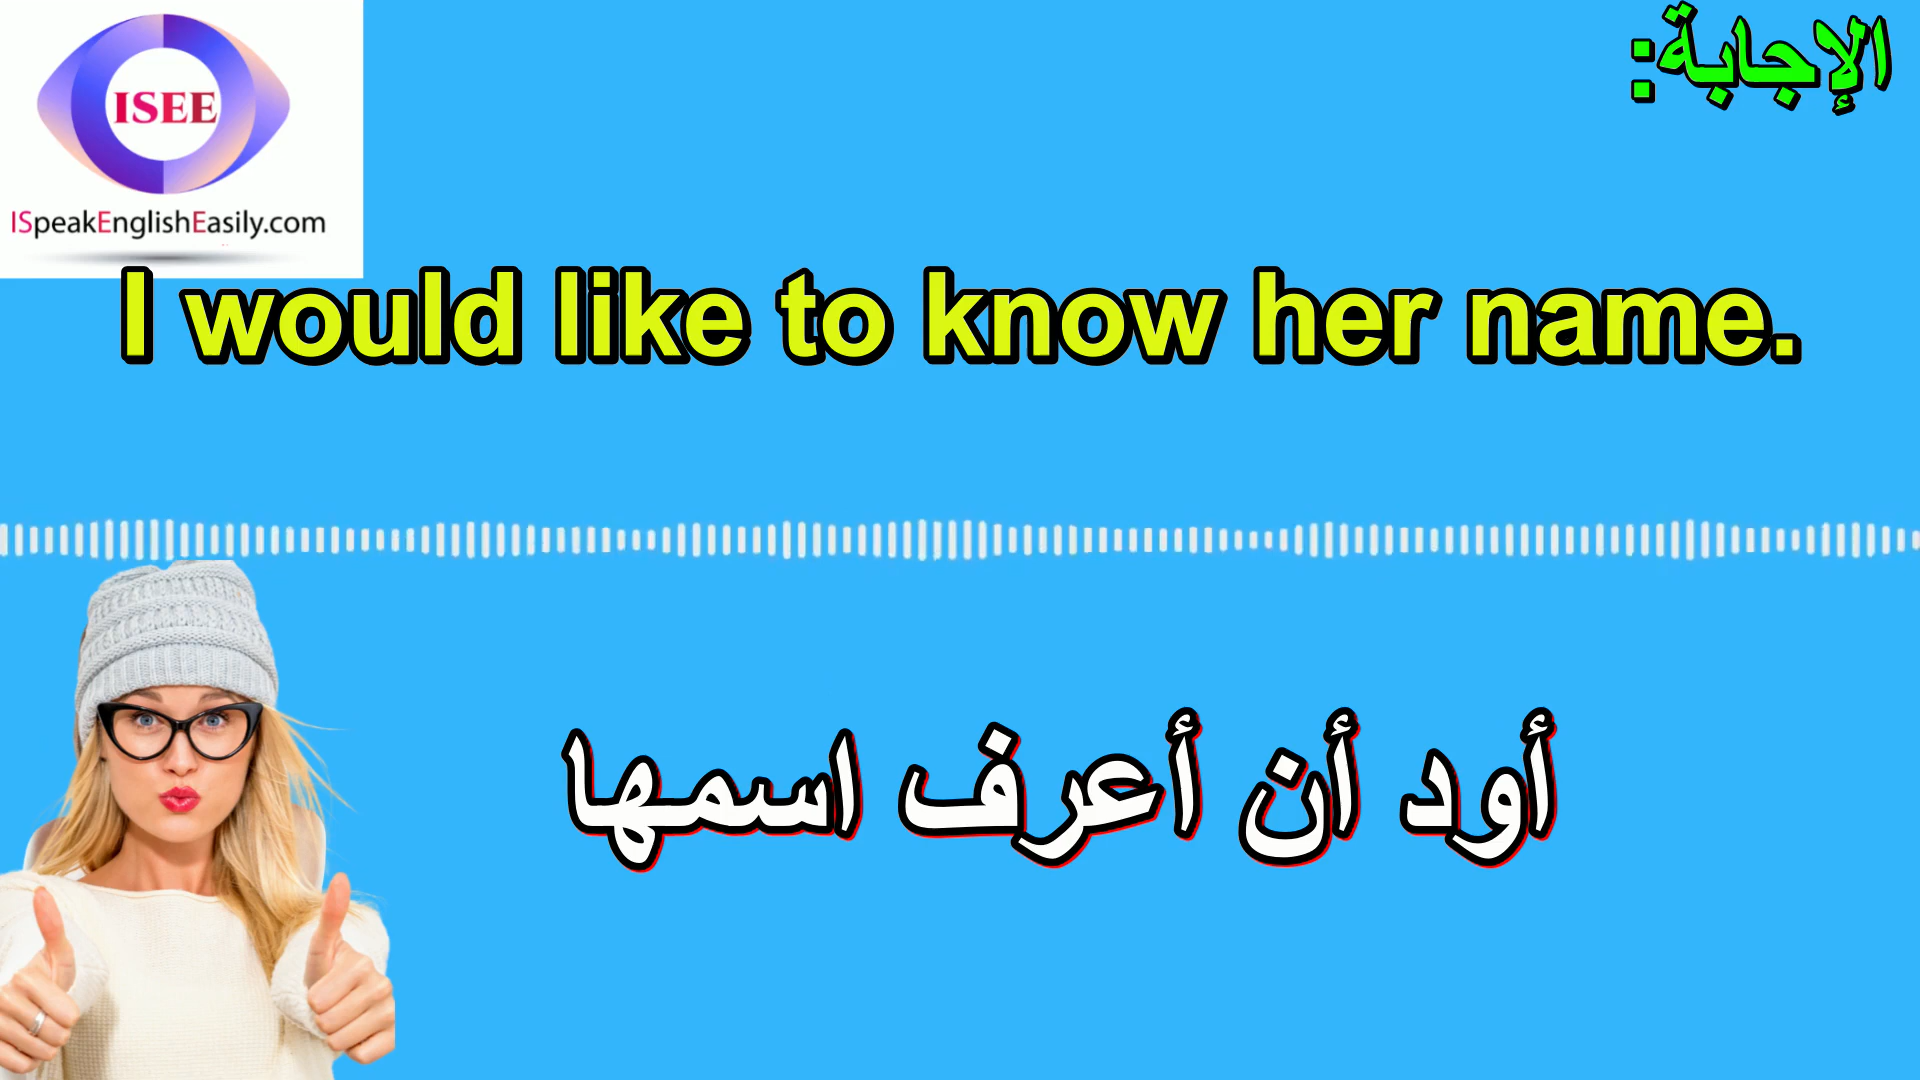 الإجابة:
ISEE
ISpeakEnglishEasily.com
I would like to know her name.
أود أن أعرف اسمها